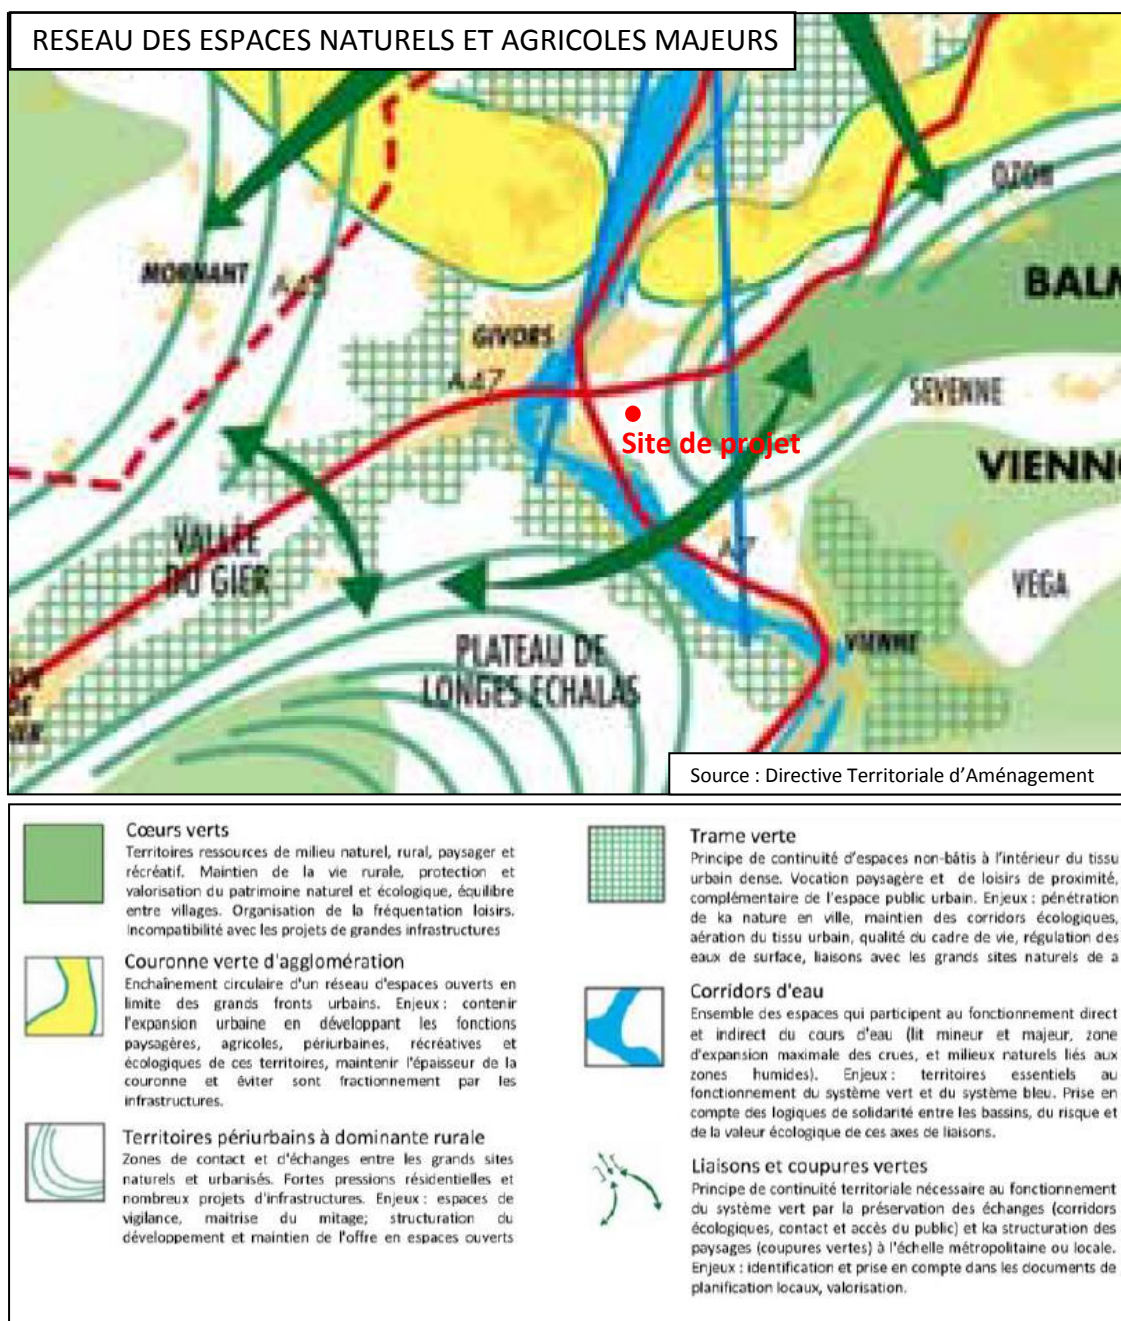 RESEAU DES ESPACES NATURELS ET AGRICOLES MAJEURS
OZON
MORNANT
A45
BALM
GIVORS
A47
SEVENNE
Site de projet
VIENN
VALLEE
DU GIER
A7
VEGA
PLATEAU DE
LONGES ECHALAS
VIENNE
DE
GIER
Source : Directive Territoriale d'Aménagement
Cœurs verts
Territoires ressources de milieu naturel, rural, paysager et
récréatif. Maintien de la vie rurale, protection et
valorisation du patrimoine naturel et écologique, équilibre
entre villages. Organisation de la fréquentation loisirs.
Incompatibilité avec les projets de grandes infrastructures
Couronne verte d'agglomération
Enchaînement circulaire d'un réseau d'espaces ouverts en
limite des grands fronts urbains. Enjeux : contenir
l'expansion urbaine en développant les fonctions
paysagères, agricoles, périurbaines, récréatives et
écologiques de ces territoires, maintenir l'épaisseur de la
couronne et éviter sont fractionnement par les
infrastructures.
Territoires périurbains à dominante rurale
Zones de contact et d'échanges entre les grands sites
naturels et urbanisés. Fortes pressions résidentielles et
nombreux projets d'infrastructures. Enjeux : espaces de
vigilance, maitrise du mitage; structuration du
développement et maintien de l'offre en espaces ouverts
Trame verte
Principe de continuité d'espaces non-bâtis à l'intérieur du tissu
urbain dense. Vocation paysagère et de loisirs de proximité,
complémentaire de l'espace public urbain. Enjeux : pénétration
de ka nature en ville, maintien des corridors écologiques,
aération du tissu urbain, qualité du cadre de vie, régulation des
eaux de surface, liaisons avec les grands sites naturels de a
Corridors d'eau
Ensemble des espaces qui participent au fonctionnement direct
et indirect du cours d'eau (lit mineur et majeur, zone
d'expansion maximale des crues, et milieux naturels liés aux
zones humides). Enjeux : territoires essentiels au
fonctionnement du système vert et du système bleu. Prise en
compte des logiques de solidarité entre les bassins, du risque et
de la valeur écologique de ces axes de liaisons.
Liaisons et coupures vertes
Principe de continuité territoriale nécessaire au fonctionnement
du système vert par la préservation des échanges (corridors
écologiques, contact et accès du public) et ka structuration des
paysages (coupures vertes) à l'échelle métropolitaine ou locale.
Enjeux : identification et prise en compte dans les documents de
planification locaux, valorisation.